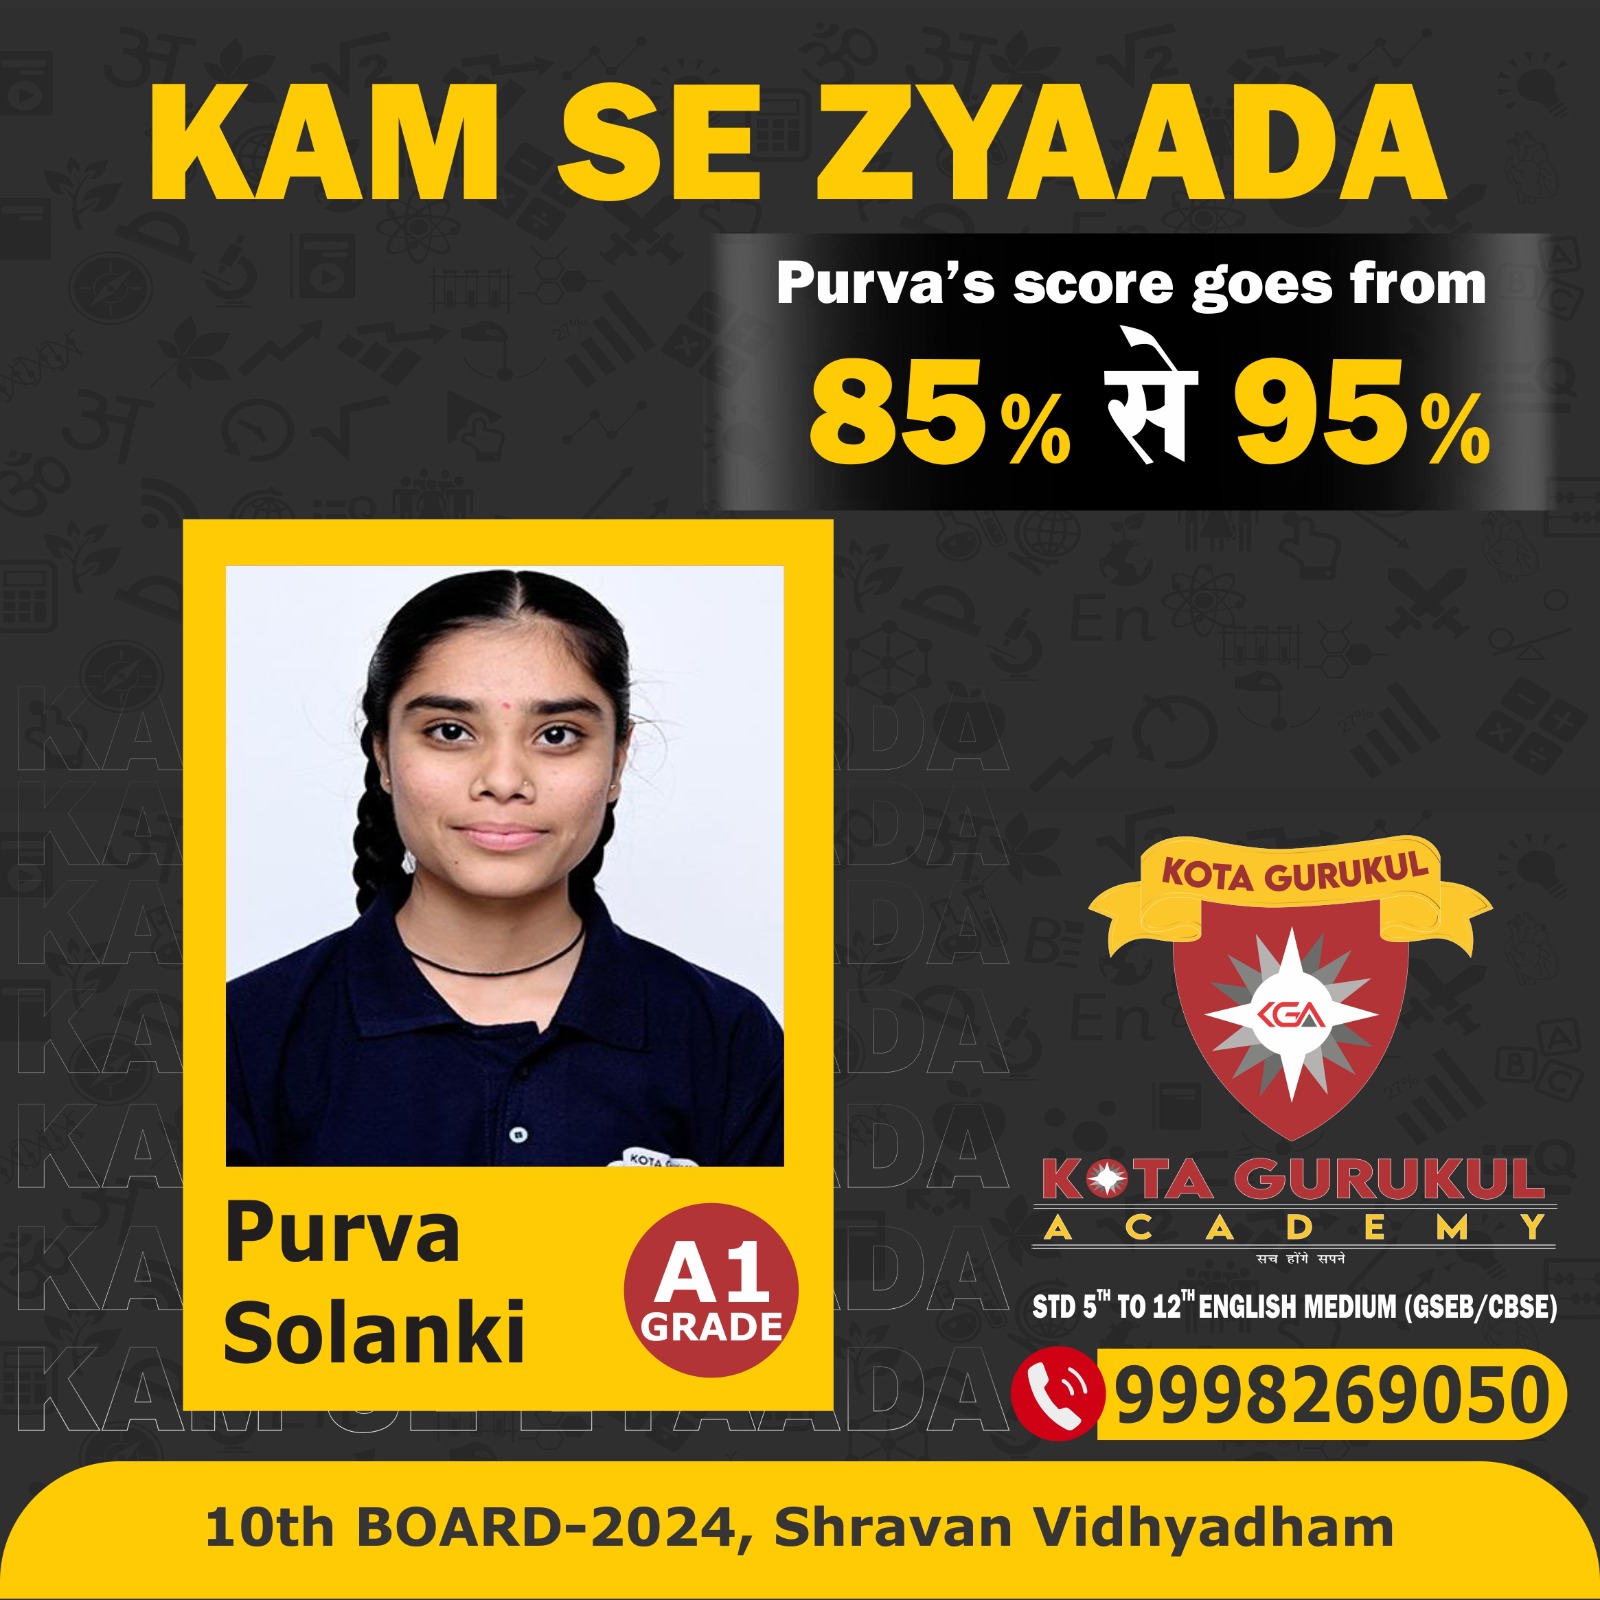 KAM SE ZYAADA
Purva's score goes from
85% से 95%
KOTA
Purva
Solanki
A1
GRADE
KOTA GURUKUL
KGA
KOTA GURUKUL
ACADEMY
सच होंगे सपने
STD 5TH TO 12TH ENGLISH MEDIUM (GSEB/CBSE)
9998269050
10th BOARD-2024, Shravan Vidhyadham